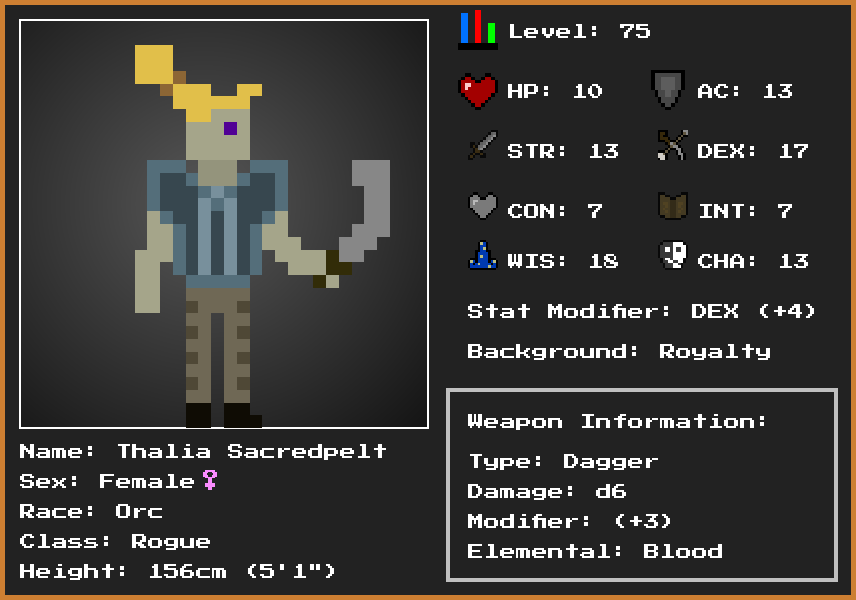 Level: 75
HP: 10
AC: 13
STR: 13
DEX: 17
CON: 7
INT: 7
WIS: 18
CHA: 13
Stat Modifier: DEX (+4)
Background: Royalty
Weapon Information:
Type: Dagger
Damage: d6
Modifier: (+3)
Elemental: Blood
Name: Thalia Sacredpelt
Sex: Female♀
Race: Orc
Class: Rogue
Height: 156cm (5'1")